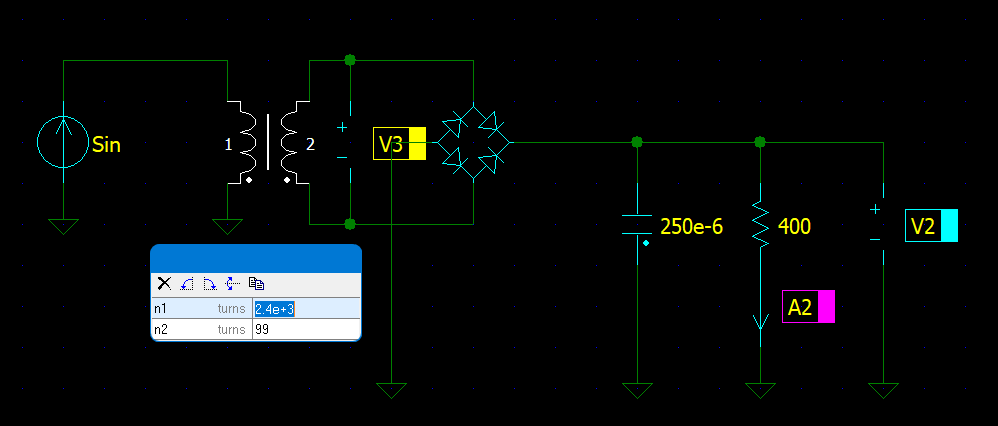 Sin
1
2
+
−
V3
250e-6
400
+
−
V2
A2
n1 turns 2.4e+3
n2 turns 99